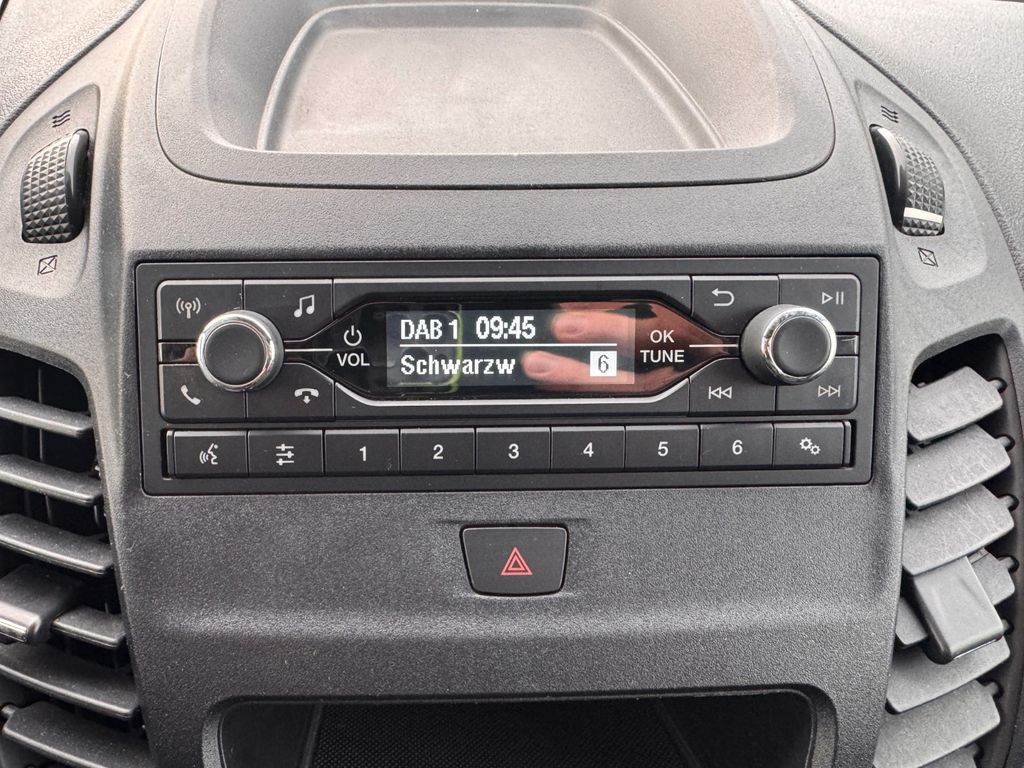 DAB 1 09:45
Schwarzw 6
VOL
OK
TUNE
1 2 3 4 5 6